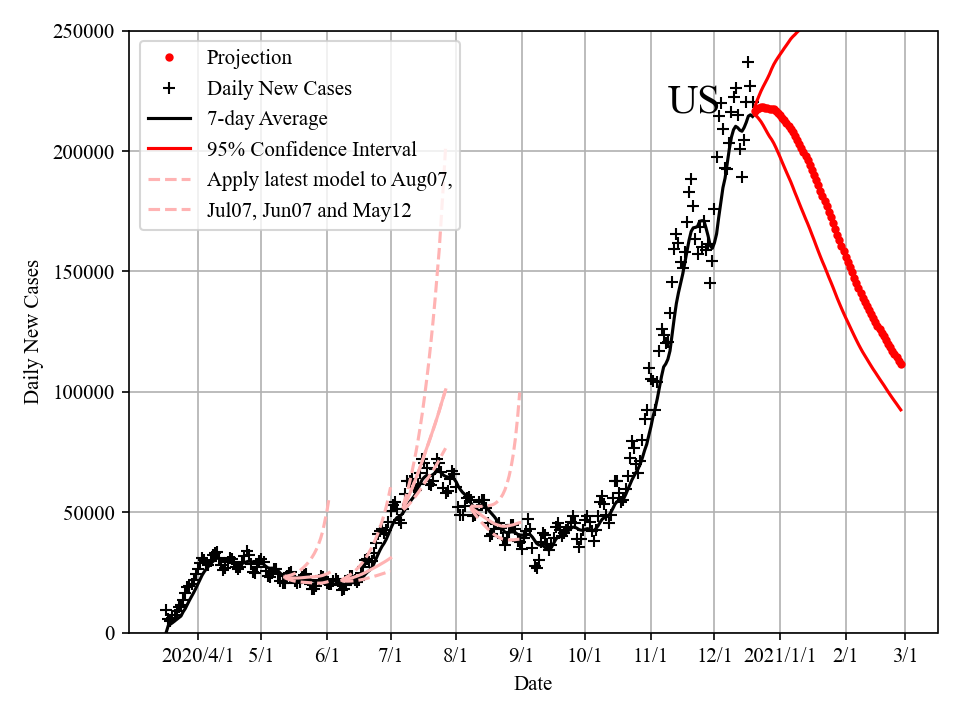 250000
200000
150000
100000
50000
0
Daily New Cases
Projection
Daily New Cases
7-day Average
95% Confidence Interval
Apply latest model to Aug07,
Jul07, Jun07 and May12
US
2020/4/1 5/1 6/1 7/1 8/1 9/1 10/1 11/1 12/1 2021/1/1 2/1 3/1
Date